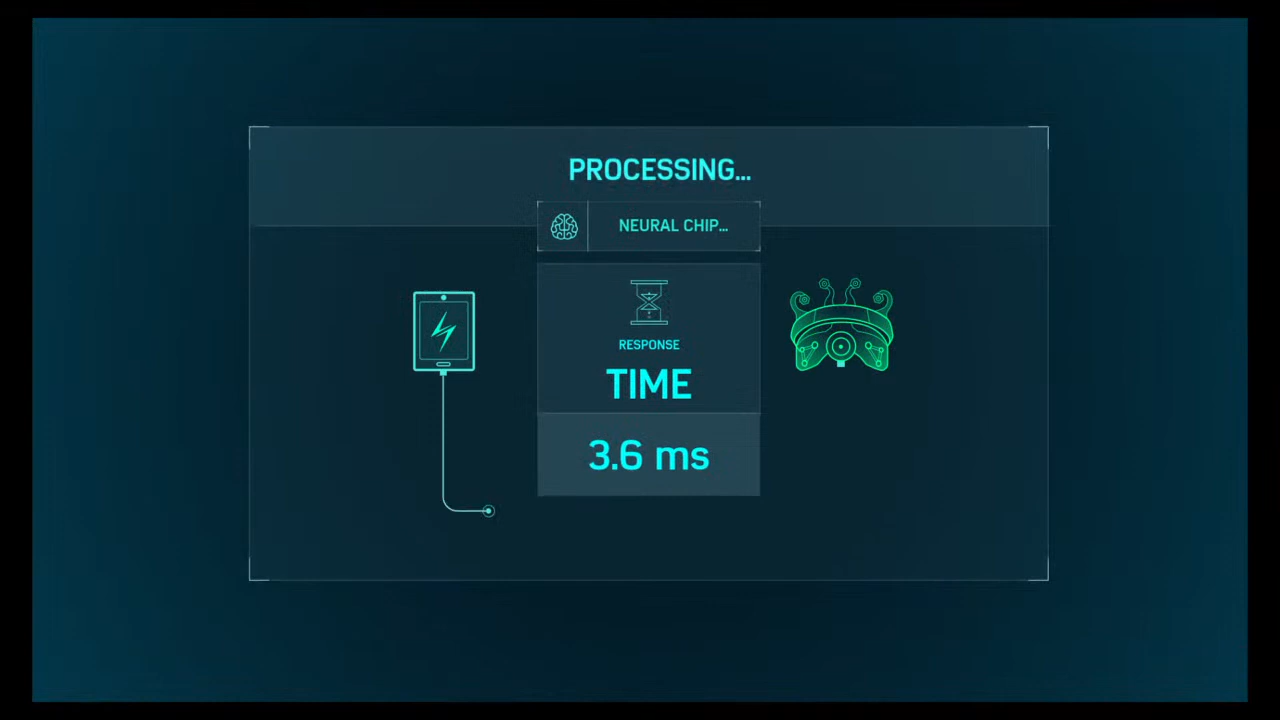 PROCESSING...
NEURAL CHIP...
RESPONSE
TIME
3.6 ms